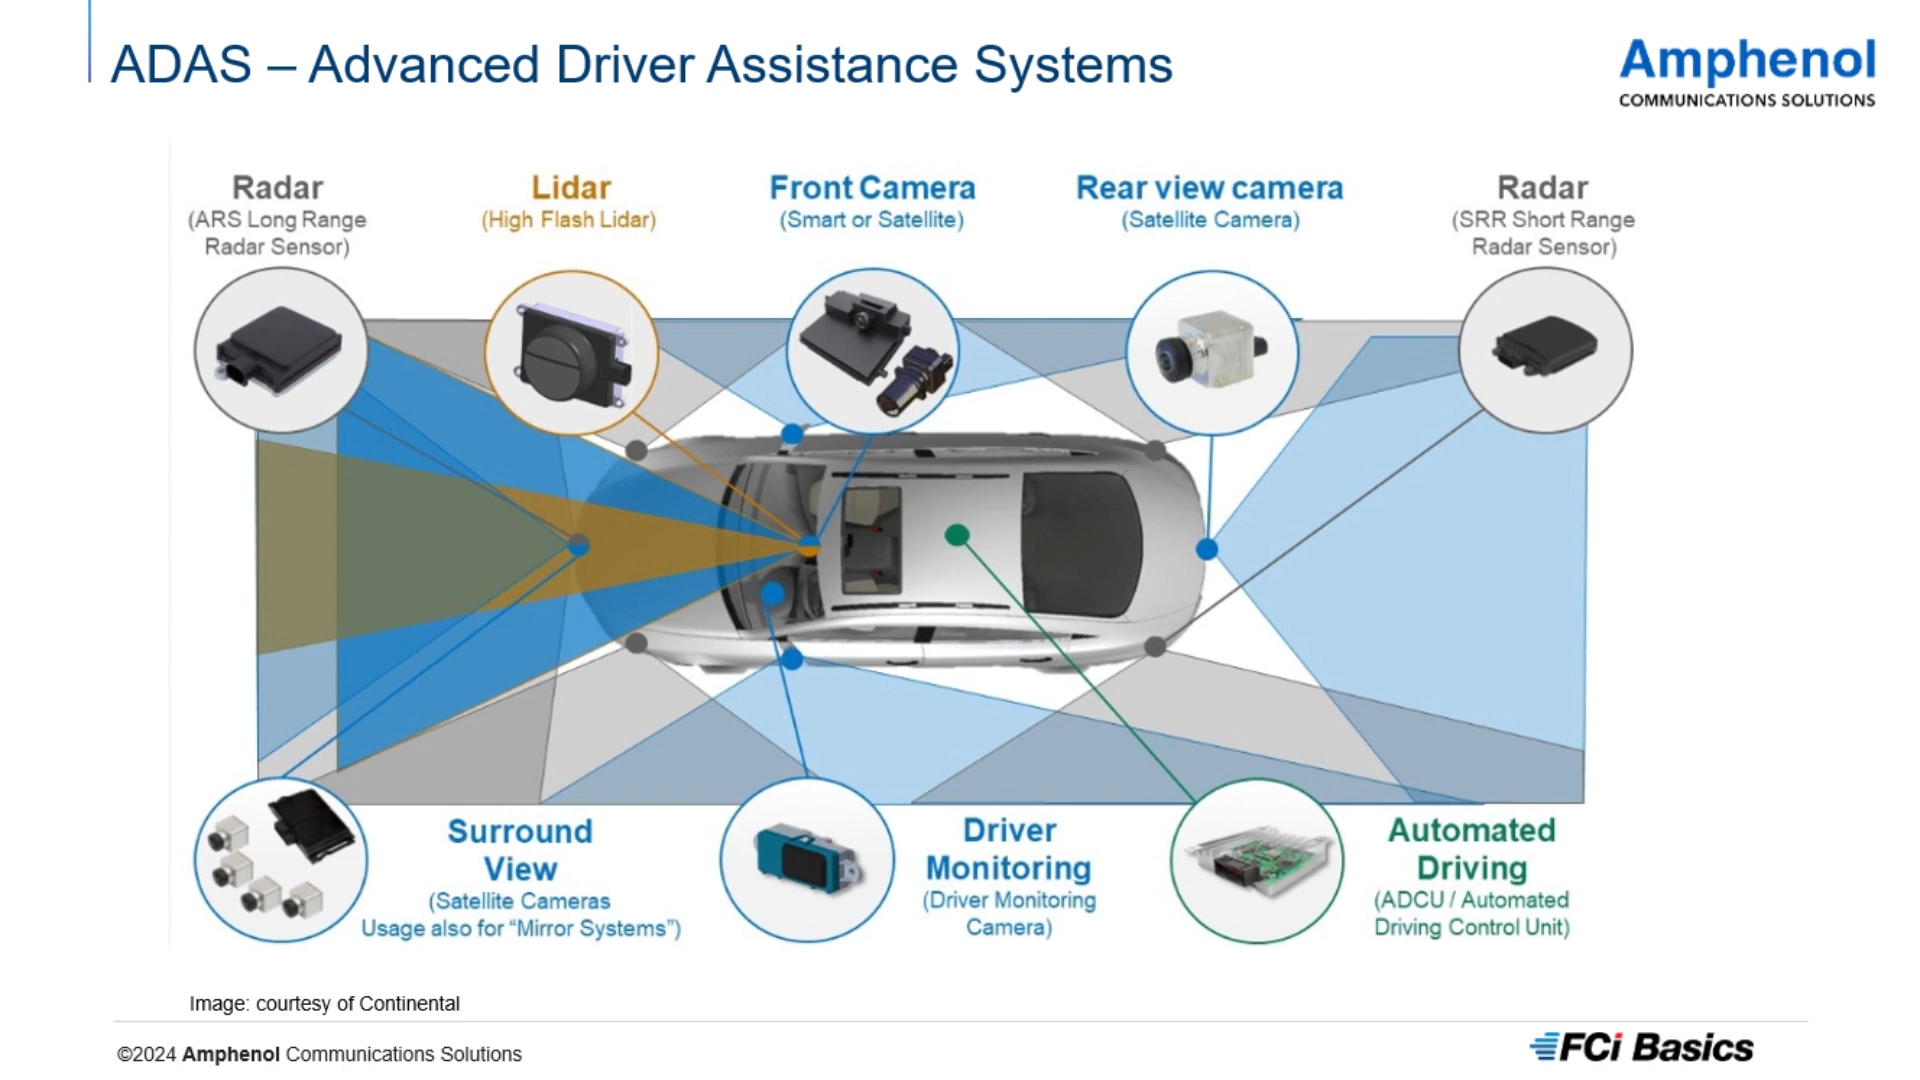 ADAS – Advanced Driver Assistance Systems
Amphenol
COMMUNICATIONS SOLUTIONS
Radar
(ARS Long Range
Radar Sensor)
Lidar
(High Flash Lidar)
Front Camera
(Smart or Satellite)
Rear view camera
(Satellite Camera)
Radar
(SRR Short Range
Radar Sensor)
Surround
View
(Satellite Cameras
Usage also for “Mirror Systems”)
Driver
Monitoring
(Driver Monitoring
Camera)
Automated
Driving
(ADCU / Automated
Driving Control Unit)
Image: courtesy of Continental
©2024 Amphenol Communications Solutions
FCi Basics